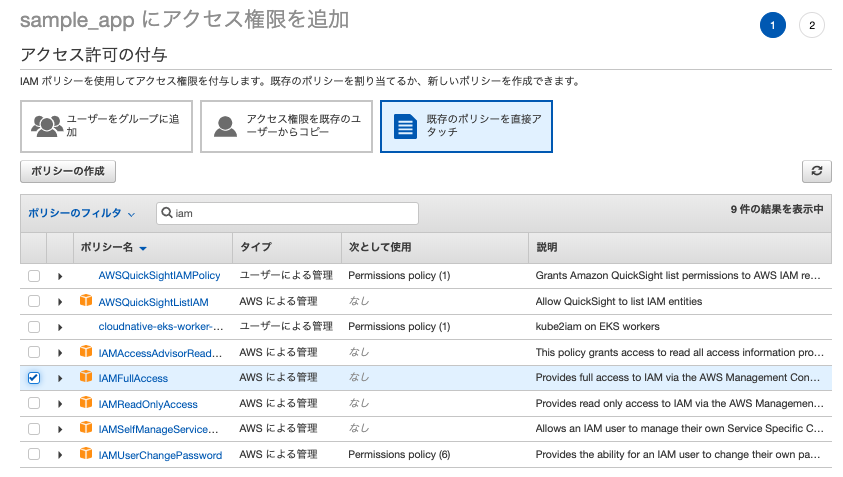 sample_app にアクセス権限を追加
1 2
アクセス許可の付与
IAM ポリシーを使用してアクセス権限を付与します。既存のポリシーを割り当てるか、新しいポリシーを作成できます。
ユーザーをグループに追
加
アクセス権限を既存のユ
ーザーからコピー
既存のポリシーを直接ア
タッチ
ポリシーの作成
ポリシーのフィルタ iam 9 件の結果を表示中
ポリシー名 タイプ 次として使用 説明
AWSQuickSightIAMPolicy ユーザーによる管理 Permissions policy (1) Grants Amazon QuickSight list permissions to AWS IAM re...
AWSQuickSightListIAM AWS による管理 なし Allow QuickSight to list IAM entities
cloudnative-eks-worker-... ユーザーによる管理 Permissions policy (1) kube2iam on EKS workers
IAMAccessAdvisorRead... AWS による管理 なし This policy grants access to read all access information pro...
IAMFullAccess AWS による管理 なし Provides full access to IAM via the AWS Management Con...
IAMReadOnlyAccess AWS による管理 なし Provides read only access to IAM via the AWS Managemen...
IAMSelfManageService... AWS による管理 なし Allows an IAM user to manage their own Service Specific C...
IAMUserChangePassword AWS による管理 Permissions policy (6) Provides the ability for an IAM user to change their own pa...